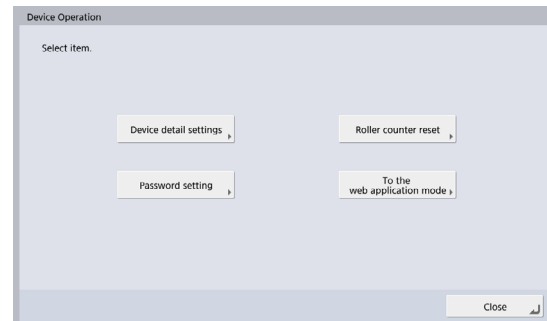 Device Operation
Select item.
Device detail settings
Roller counter reset
Password setting
To the
web application mode
Close